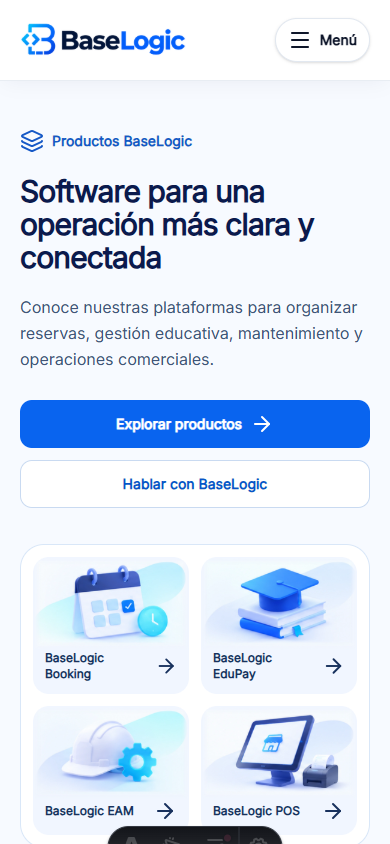 BaseLogic
Menú
Productos BaseLogic
Software para una
operación más clara y
conectada
Conoce nuestras plataformas para organizar
reservas, gestión educativa, mantenimiento y
operaciones comerciales.
Explorar productos
Hablar con BaseLogic
BaseLogic
Booking
BaseLogic
EduPay
BaseLogic EAM
BaseLogic POS